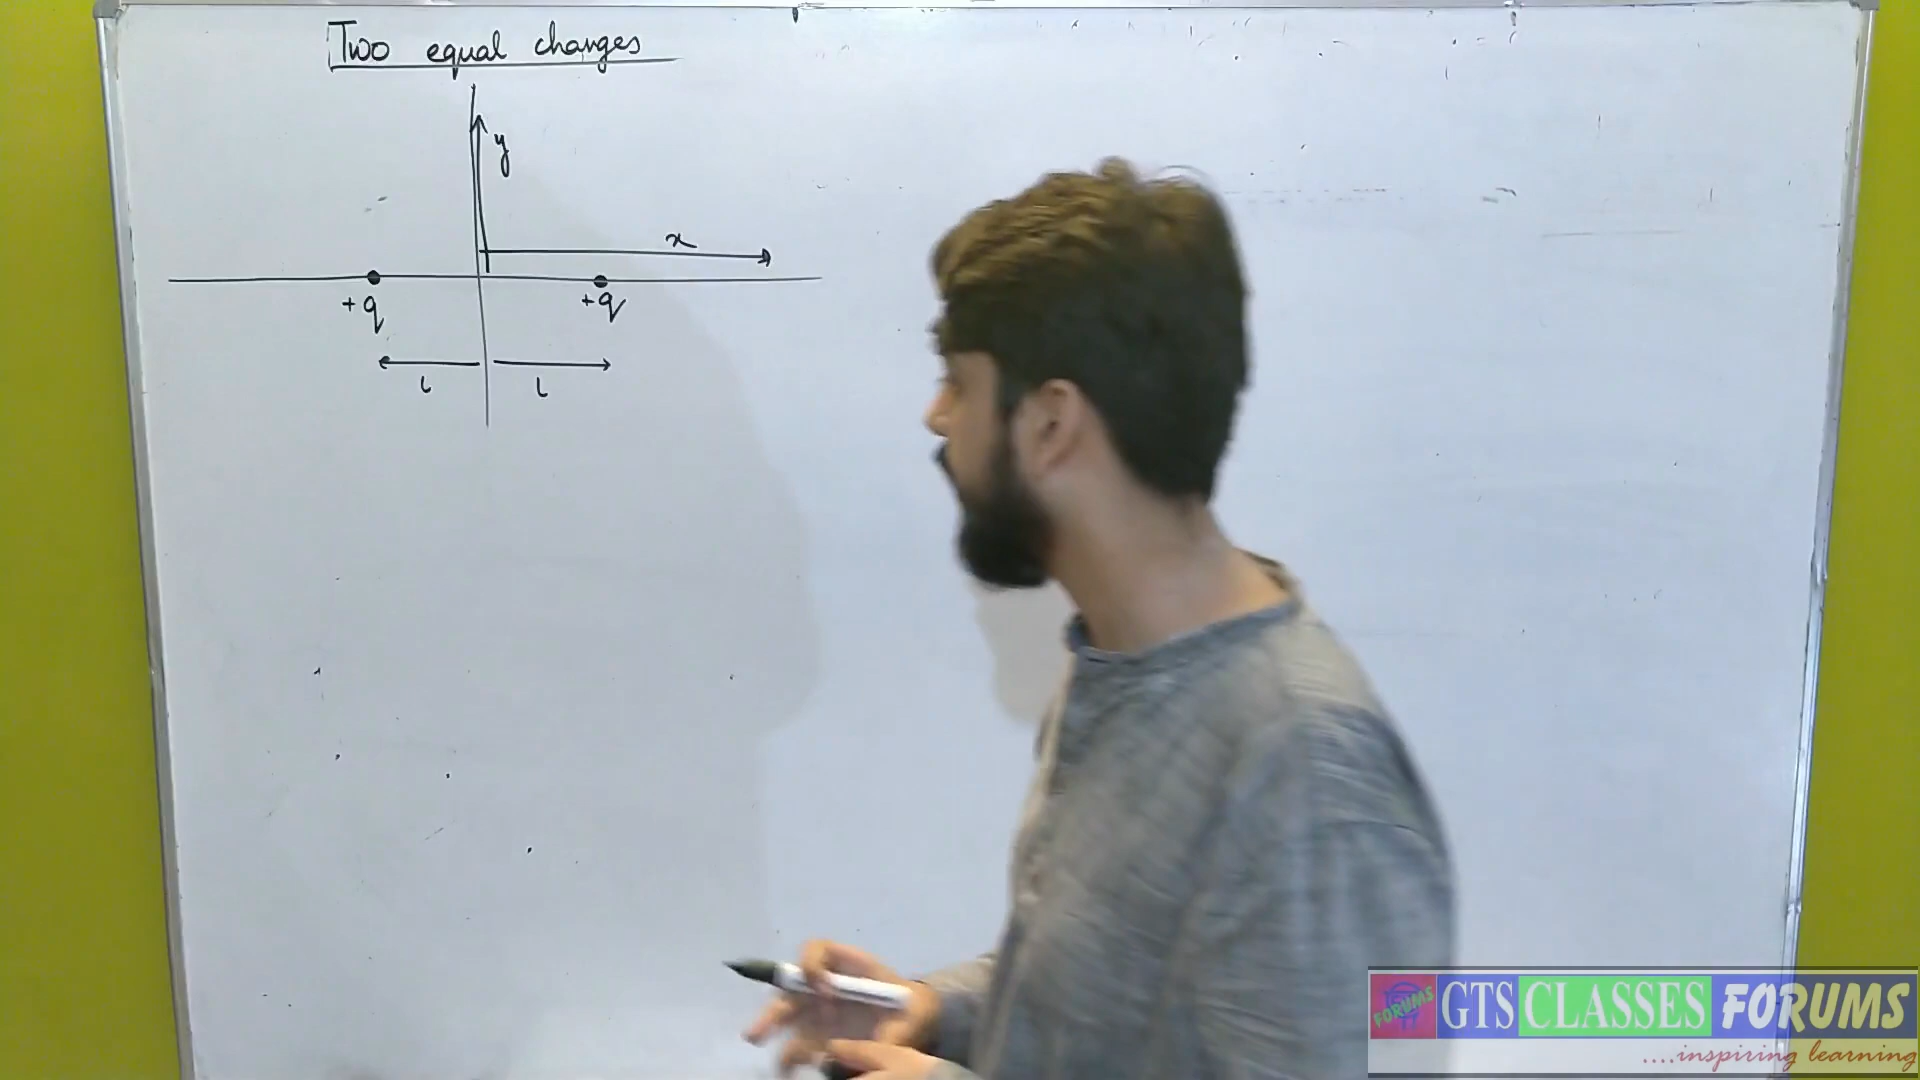 Two equal charges
y
x
+q +q
l l
FORUMS GTS CLASSES FORUMS
....inspiring learning